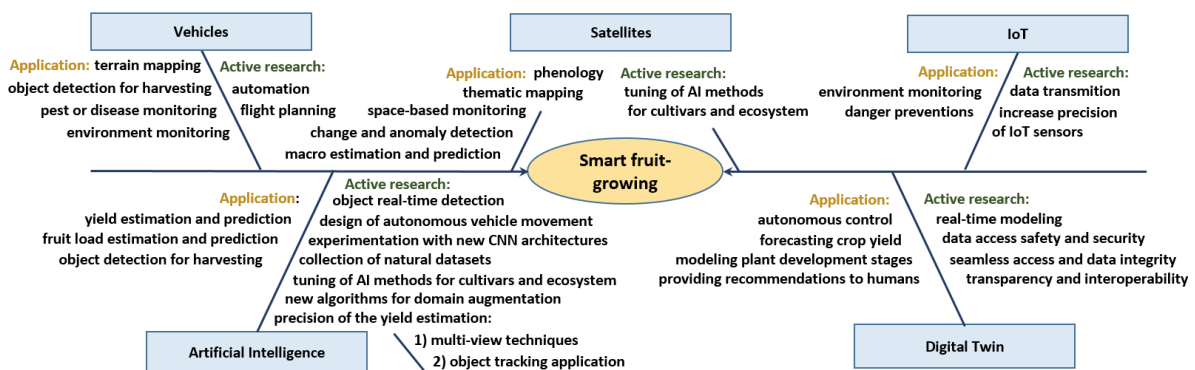 Vehicles
Application: terrain mapping
object detection for harvesting
pest or disease monitoring
environment monitoring
Active research:
automation
flight planning
Satellites
Application: phenology
thematic mapping
space-based monitoring
change and anomaly detection
macro estimation and prediction
Active research:
tuning of AI methods
for cultivars and ecosystem
IoT
Application:
environment monitoring
danger preventions
Active research:
data transmition
increase precision
of IoT sensors
Smart fruit-
growing
Application:
yield estimation and prediction
fruit load estimation and prediction
object detection for harvesting
Active research:
object real-time detection
design of autonomous vehicle movement
experimentation with new CNN architectures
collection of natural datasets
tuning of AI methods for cultivars and ecosystem
new algorithms for domain augmentation
precision of the yield estimation:
1) multi-view techniques
2) object tracking application
Artificial Intelligence
Application:
autonomous control
forecasting crop yield
modeling plant development stages
providing recommendations to humans
Active research:
real-time modeling
data access safety and security
seamless access and data integrity
transparency and interoperability
Digital Twin